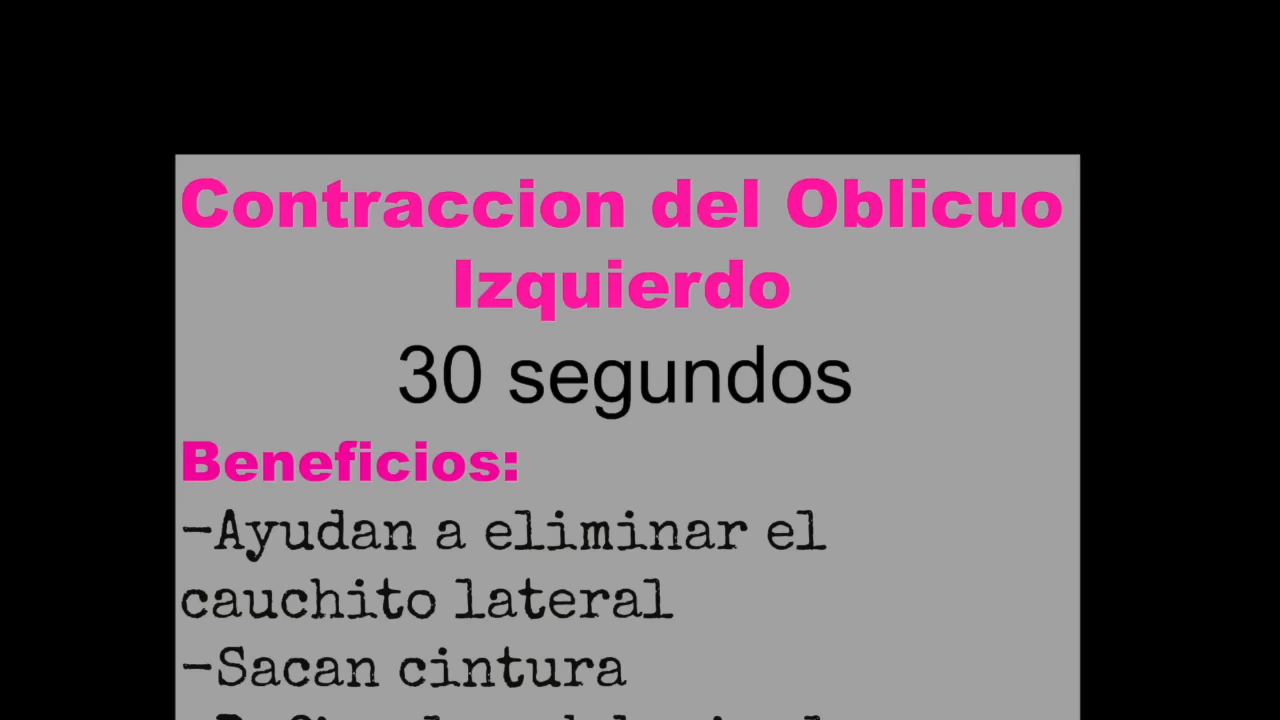 Contraccion del Oblicuo
Izquierdo
30 segundos
Beneficios:
-Ayudan a eliminar el
cauchito lateral
-Sacan cintura